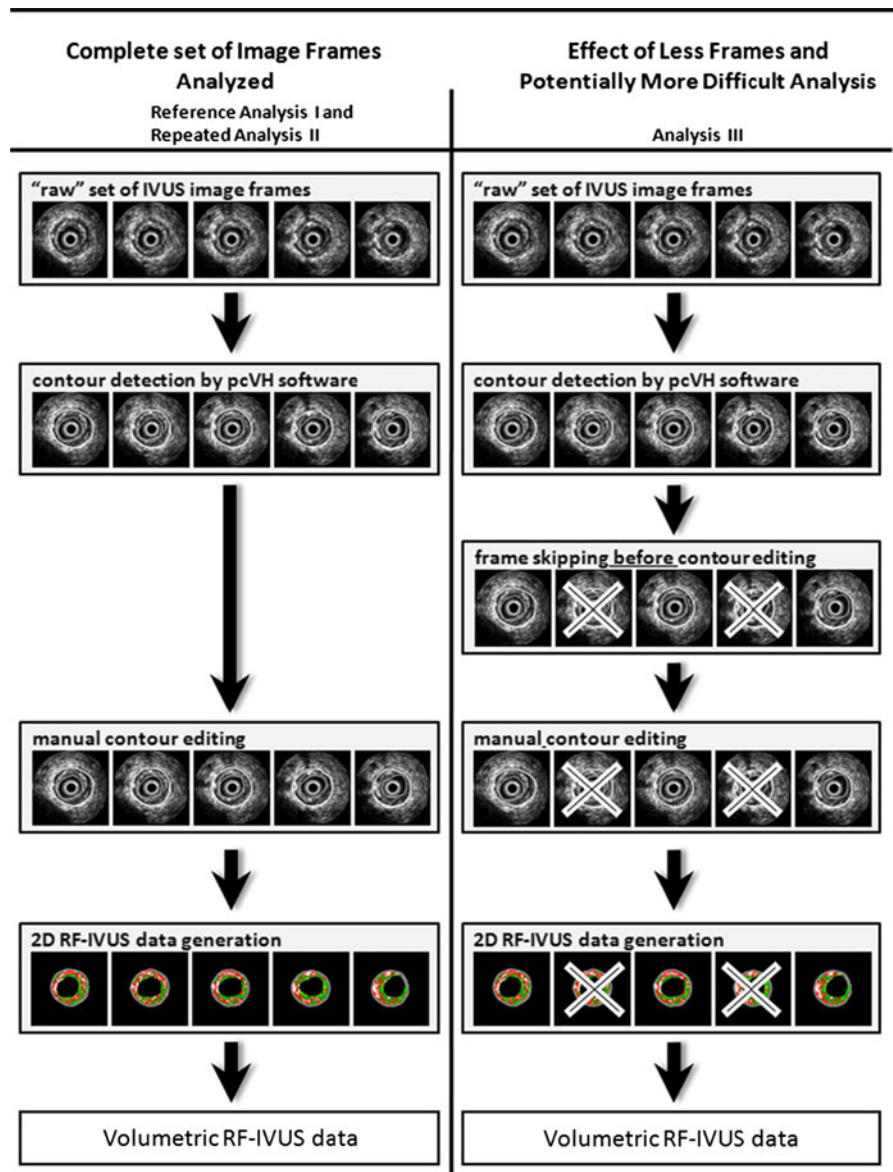 Complete set of Image Frames
Analyzed
Reference Analysis I and
Repeated Analysis II
"raw" set of IVUS image frames
contour detection by pcVH software
manual contour editing
2D RF-IVUS data generation
Volumetric RF-IVUS data
Effect of Less Frames and
Potentially More Difficult Analysis
Analysis III
"raw" set of IVUS image frames
contour detection by pcVH software
frame skipping before contour editing
manual contour editing
2D RF-IVUS data generation
Volumetric RF-IVUS data